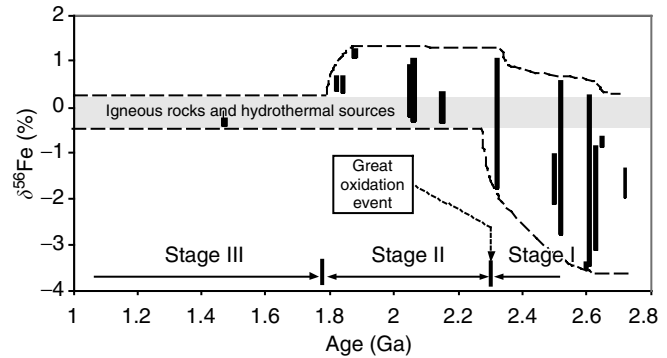 2
1
0
−1
−2
−3
−4
δ56Fe (%)
Igneous rocks and hydrothermal sources
Great
oxidation
event
Stage III
Stage II
Stage I
1
1.2
1.4
1.6
1.8
2
2.2
2.4
2.6
2.8
Age (Ga)